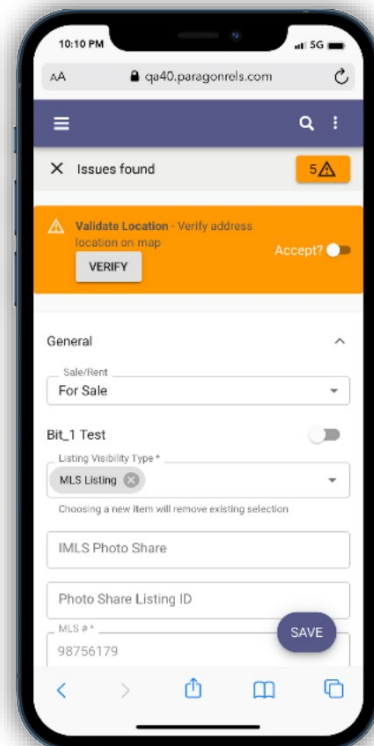 10:10 PM
5G
AA
qa40.paragonrels.com
Issues found
5
Validate Location - Verify address
location on map
VERIFY
Accept?
General
Sale/Rent
For Sale
Bit_1 Test
Listing Visibility Type *
MLS Listing
Choosing a new item will remove existing selection
IMLS Photo Share
Photo Share Listing ID
MLS # *
98756179
SAVE